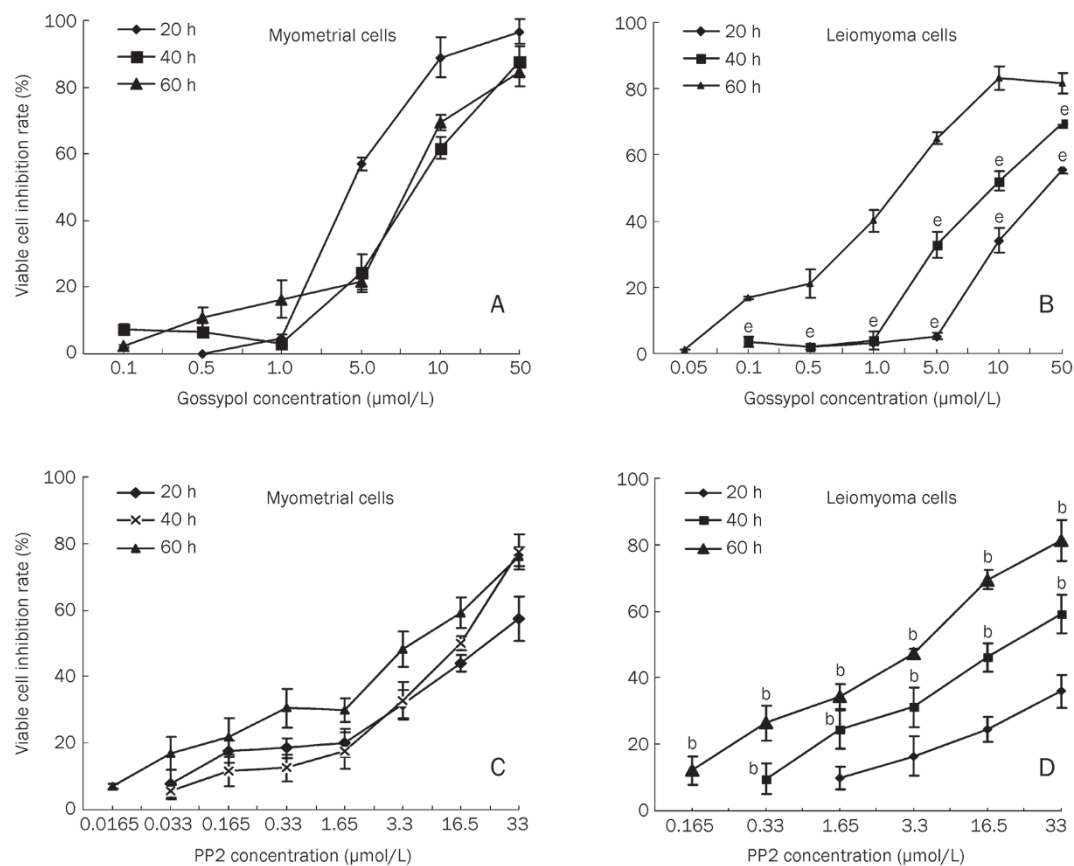 100
80
60
40
20
0
Viable cell inhibition rate (%)
20 h
40 h
60 h
Myometrial cells
A
0.1
0.5
1.0
5.0
10
50
Gossypol concentration (μmol/L)
100
80
60
40
20
0
20 h
40 h
60 h
Leiomyoma cells
e
e
e
e
e
e
e
e
B
0.05
0.1
0.5
1.0
5.0
10
50
Gossypol concentration (μmol/L)
100
80
60
40
20
0
Viable cell inhibition rate (%)
20 h
40 h
60 h
Myometrial cells
C
0.0165
0.033
0.165
0.33
1.65
3.3
16.5
33
PP2 concentration (μmol/L)
100
80
60
40
20
0
20 h
40 h
60 h
Leiomyoma cells
b
b
b
b
b
b
b
b
b
b
b
D
0.165
0.33
1.65
3.3
16.5
33
PP2 concentration (μmol/L)